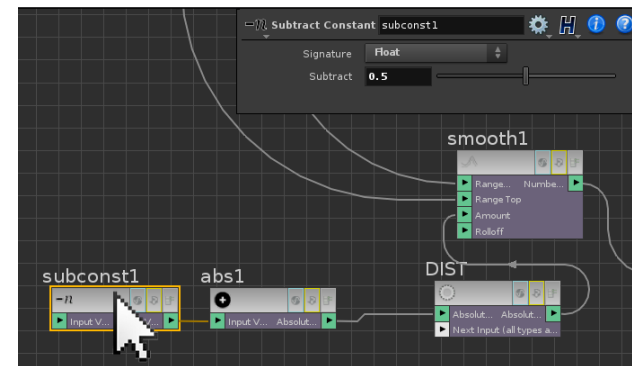 -n Subtract Constant subconst1
Signature Float
Subtract 0.5
smooth1
Range... Numbe...
Range Top
Amount
Rolloff
subconst1
abs1
DIST
-n
Input V... V...
Input V... Absolut...
Absolut... Absolut...
Next Input (all types a...